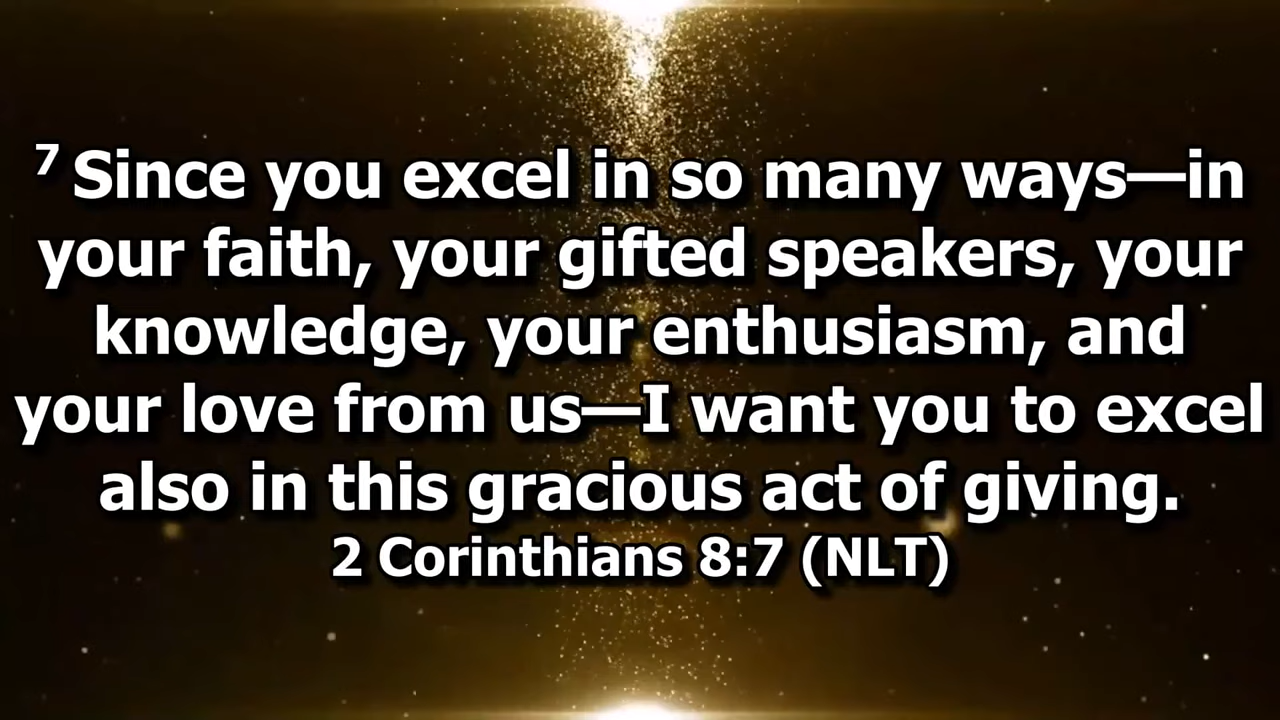 7 Since you excel in so many ways—in
your faith, your gifted speakers, your
knowledge, your enthusiasm, and
your love from us—I want you to excel
also in this gracious act of giving.
2 Corinthians 8:7 (NLT)